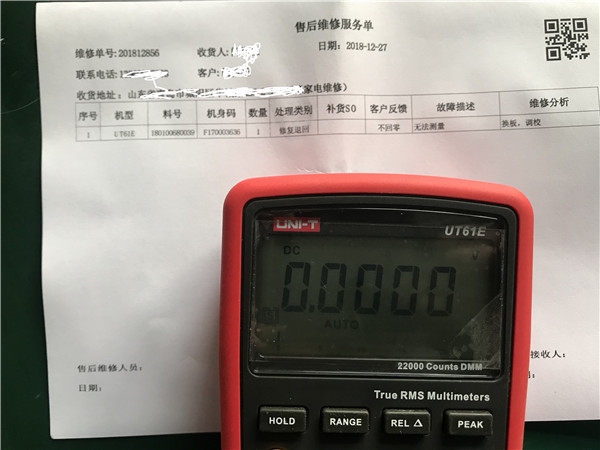 售后维修服务单
维修单号:201812856
收货人:
日期: 2018-12-27
联系电话:1
客户:
收货地址: 山东 家电维修)
序号 机型 料号 机身码 数量 处理类别 补货SO 客户反馈 故障描述 维修分析
1 UT61E 180100680039 F170003636 1 修复退回 不回零 无法测量 换板, 调校
UNI-T UT61E
DC V
0.0000
AUTO
22000 Counts DMM
True RMS Multimeters
HOLD RANGE REL Δ PEAK
售后维修人员:
接收人:
日期: